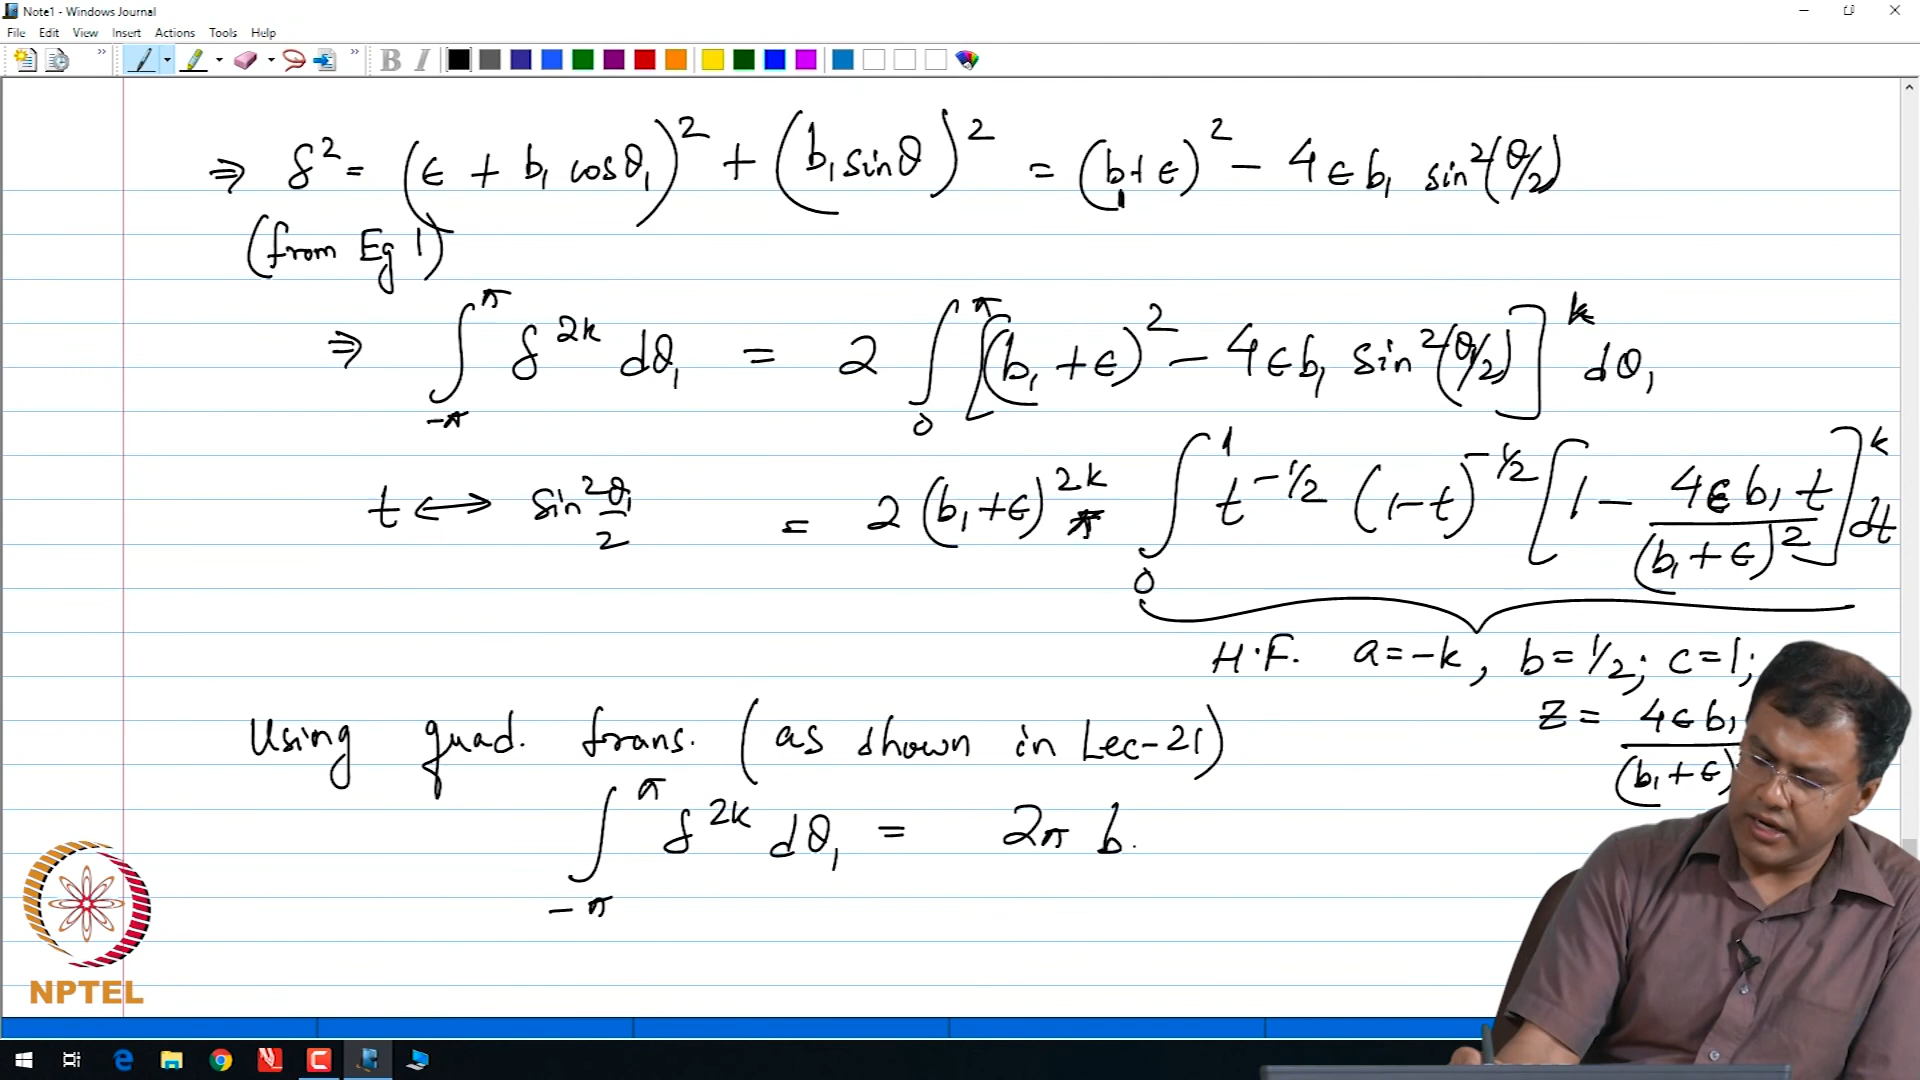 Note1 - Windows Journal
File Edit View Insert Actions Tools Help
B I
⇒ δ² = (ϵ + b₁ cosθ₁)² + (b₁ sinθ)² = (b₁+ϵ)² − 4ϵb₁ sin²(θ/2)
(from Eq 1)
⇒ ∫_{-π}^{π} δ^{2k} dθ₁ = 2 ∫_0^π [(b₁+ϵ)² − 4ϵb₁ sin²(θ₁/2)]^k dθ₁
t ⟷ sin² θ₁/2 = 2 (b₁+ϵ)^{2k} ∫_0^1 t^{-1/2} (1-t)^{-1/2} [1 − 4ϵb₁t/(b₁+ϵ)²]^k dt
H.F. a=-k, b=1/2; c=1;
z = 4ϵb₁/(b₁+ϵ)
Using quad. trans. (as shown in Lec-21)
∫_{-π}^{π} δ^{2k} dθ₁ = 2π b.
NPTEL